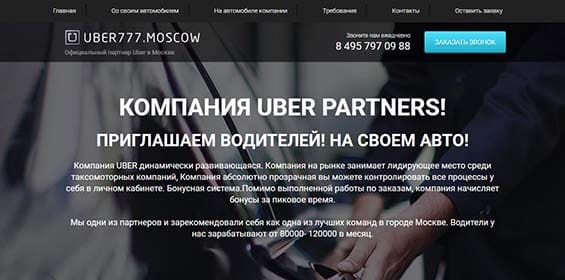 Главная Со своим автомобилем На автомобиле компании Требования Контакты Оставить заявку
UBER777.MOSCOW
Официальный партнер Uber в Москве
Звоните нам ежедневно
8 495 797 09 88
ЗАКАЗАТЬ ЗВОНОК
КОМПАНИЯ UBER PARTNERS!
ПРИГЛАШАЕМ ВОДИТЕЛЕЙ! НА СВОЕМ АВТО!
Компания UBER динамически развивающаяся. Компания на рынке занимает лидирующее место среди
таксомоторных компаний, Компания абсолютно прозрачная вы можете контролировать все процессы у
себя в личном кабинете. Бонусная система.Помимо выполненной работы по заказам, компания начисляет
бонусы за пиковое время.
Мы одни из партнеров и зарекомендовали себя как одна из лучших команд в городе Москве. Водители у
нас зарабатывают от 80000- 120000 в месяц.